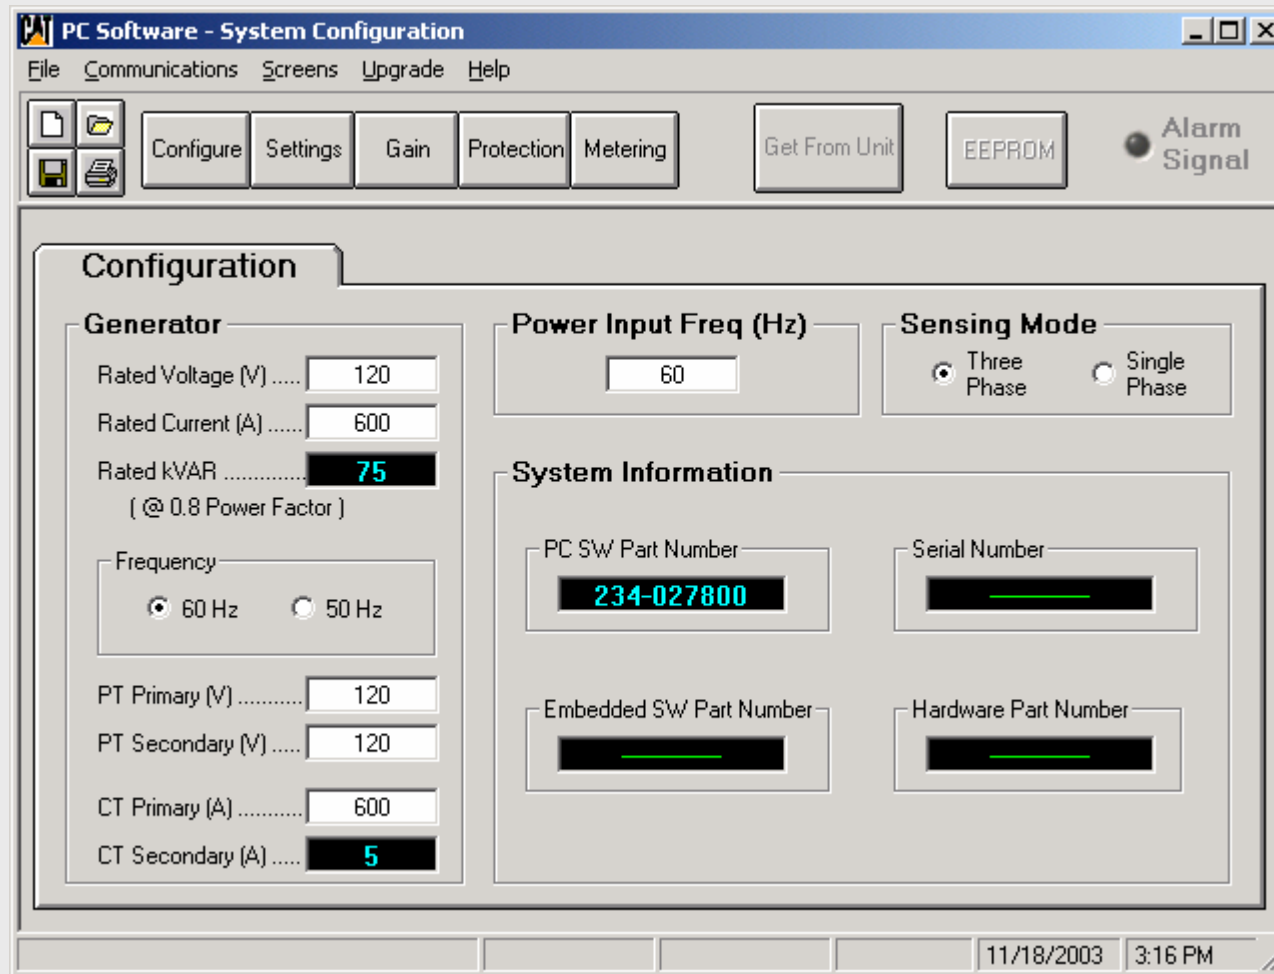 CAT PC Software - System Configuration
File Communications Screens Upgrade Help
Configure Settings Gain Protection Metering Get From Unit EEPROM Alarm Signal
Configuration
Generator
Rated Voltage (V) ..... 120
Rated Current (A) ...... 600
Rated kVAR .............. 75
( @ 0.8 Power Factor )
Frequency
60 Hz 50 Hz
PT Primary (V) ........... 120
PT Secondary (V) ..... 120
CT Primary (A) ........... 600
CT Secondary (A) ..... 5
Power Input Freq (Hz)
60
Sensing Mode
Three Phase Single Phase
System Information
PC SW Part Number
234-027800
Serial Number
Embedded SW Part Number
Hardware Part Number
11/18/2003 3:16 PM